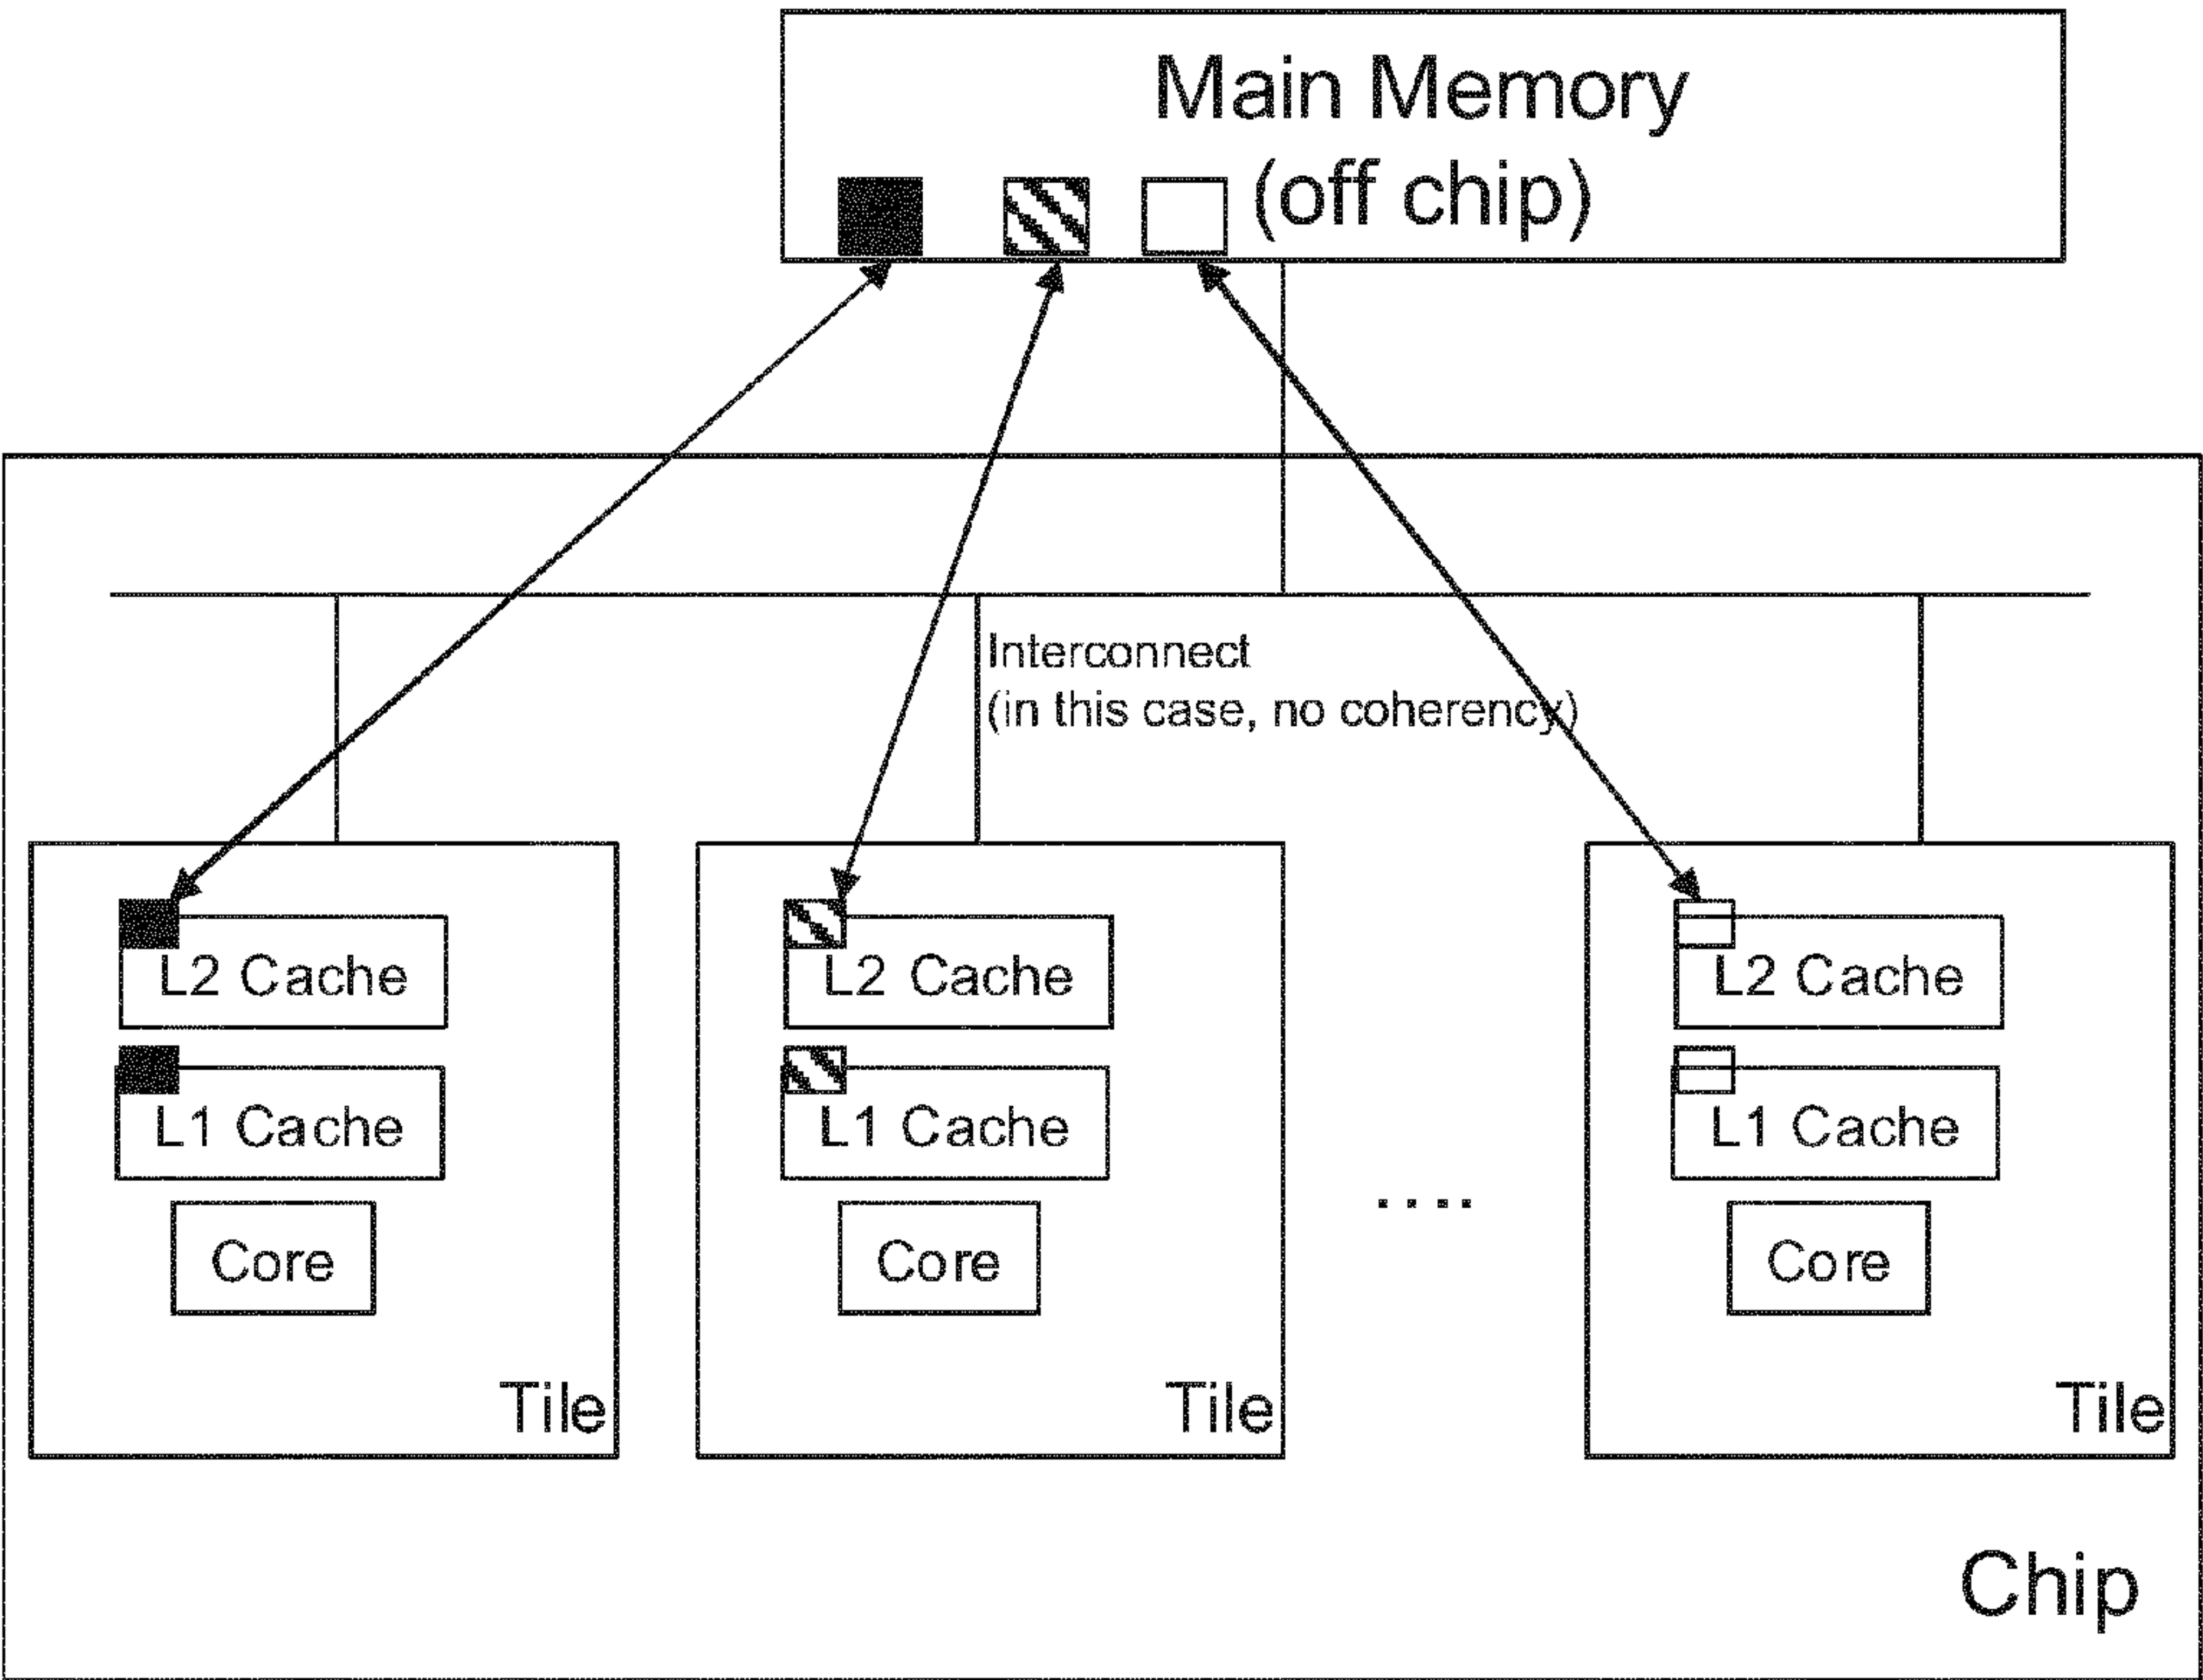 Main Memory
(off chip)
Interconnect
(in this case, no coherency)
L2 Cache
L1 Cache
Core
Tile
L2 Cache
L1 Cache
Core
Tile
....
L2 Cache
L1 Cache
Core
Tile
Chip